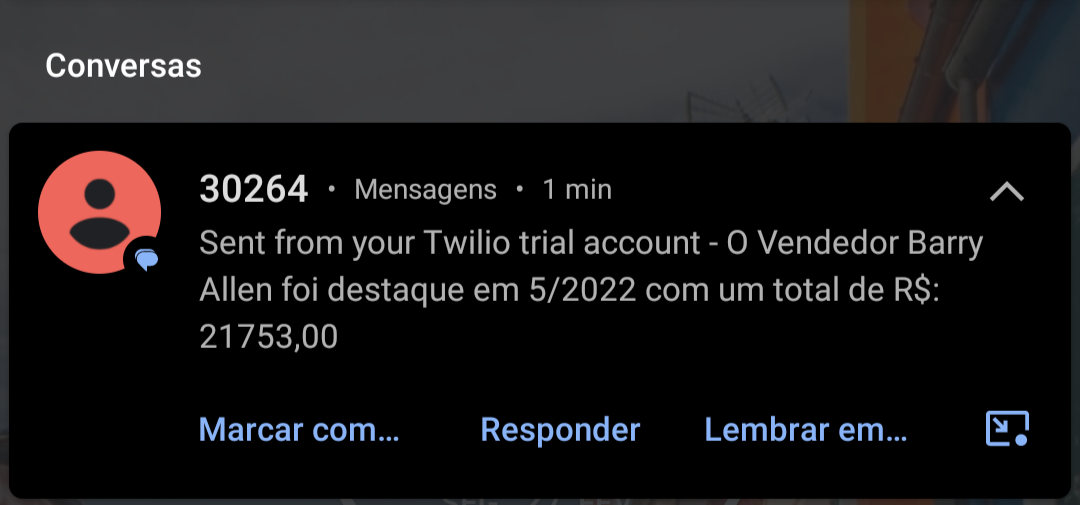 Conversas
30264 • Mensagens • 1 min
Sent from your Twilio trial account - O Vendedor Barry
Allen foi destaque em 5/2022 com um total de R$:
21753,00
Marcar com… Responder Lembrar em…